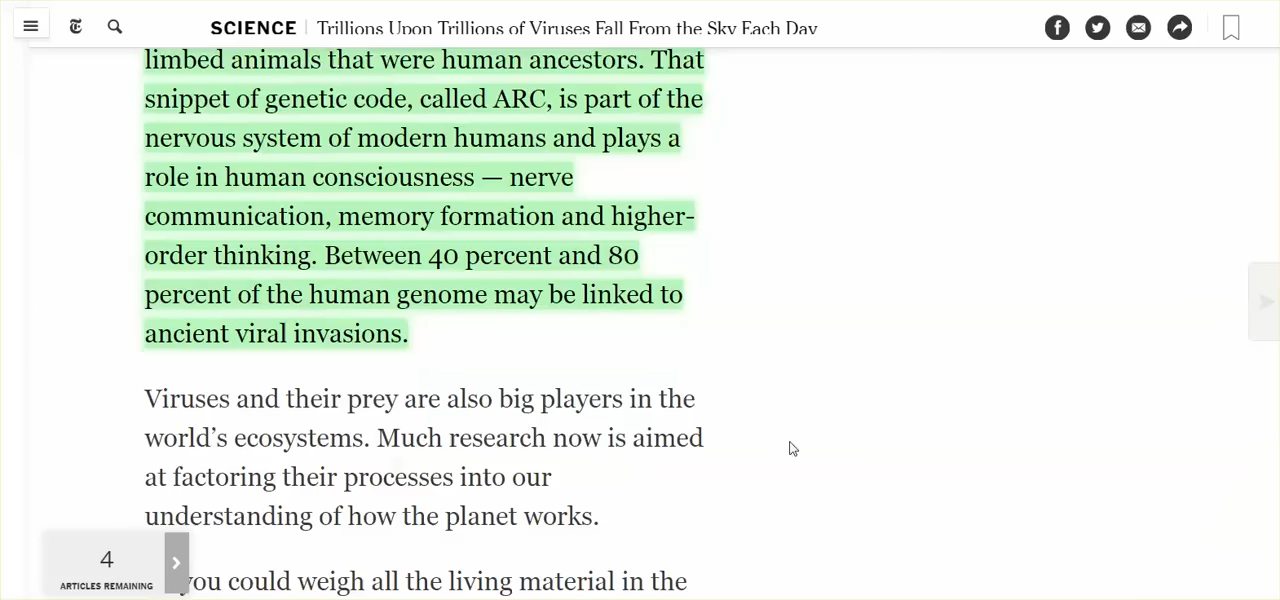 SCIENCE Trillions Upon Trillions of Viruses Fall From the Sky Each Day
limbed animals that were human ancestors. That
snippet of genetic code, called ARC, is part of the
nervous system of modern humans and plays a
role in human consciousness — nerve
communication, memory formation and higher-
order thinking. Between 40 percent and 80
percent of the human genome may be linked to
ancient viral invasions.
Viruses and their prey are also big players in the
world’s ecosystems. Much research now is aimed
at factoring their processes into our
understanding of how the planet works.
you could weigh all the living material in the
4
ARTICLES REMAINING